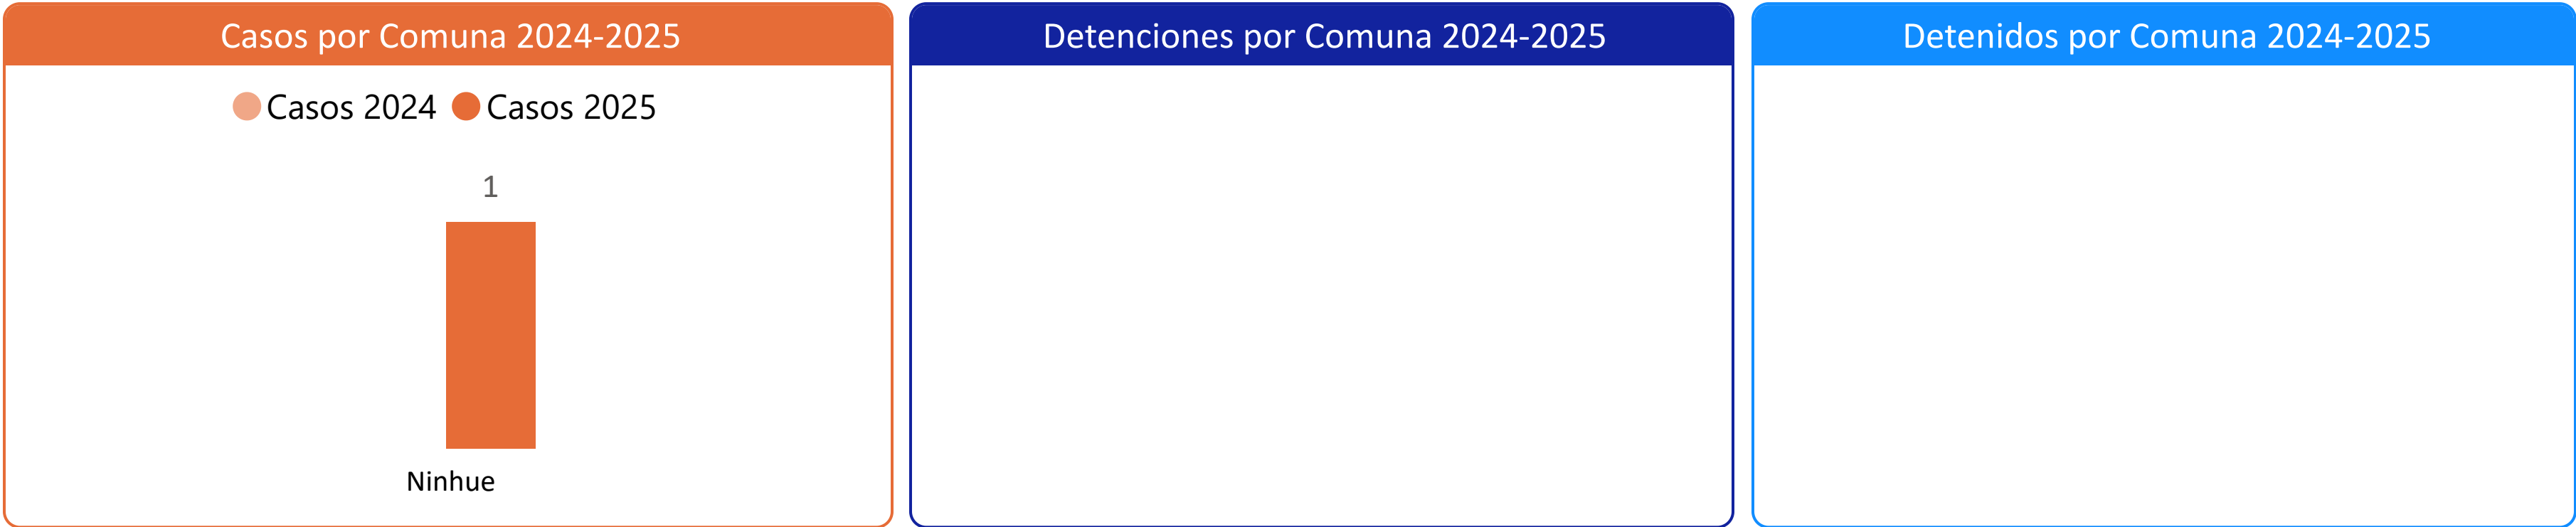 Casos por Comuna 2024-2025
Casos 2024 Casos 2025
1
Ninhue
Detenciones por Comuna 2024-2025
Detenidos por Comuna 2024-2025